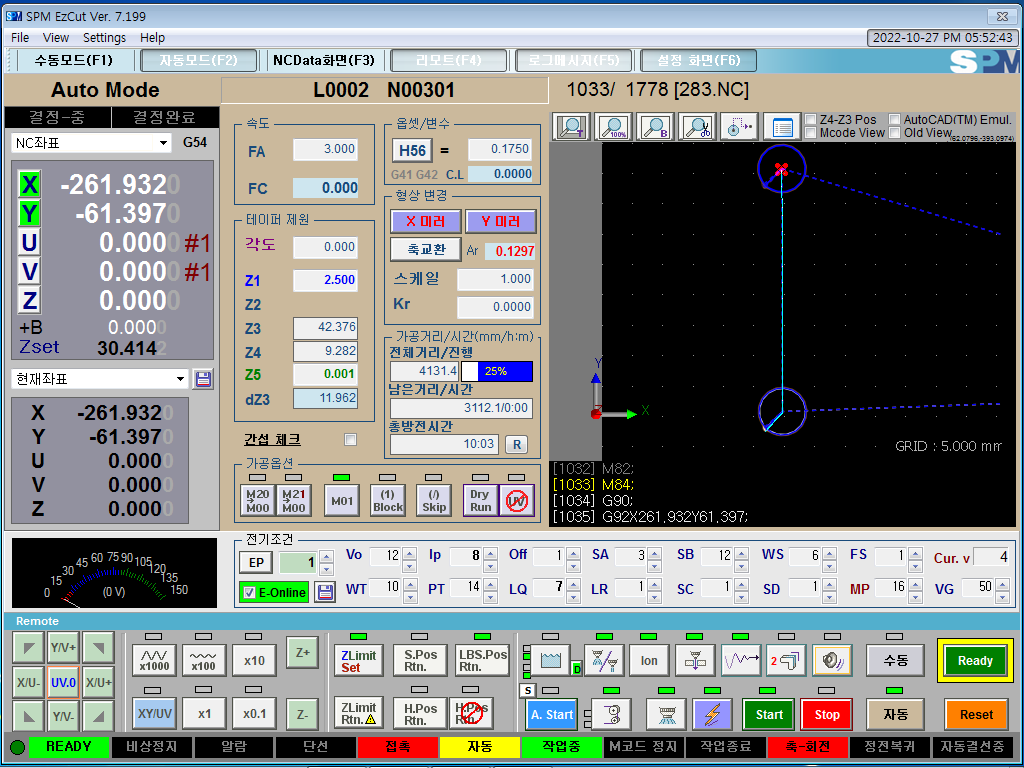 SPM EzCut Ver. 7.199
File View Settings Help
2022-10-27 PM 05:52:43
수동모드(F1) 자동모드(F2) NCData화면(F3) 리모트(F4) 로그메시지(F5) 설정 화면(F6) SPM
Auto Mode
L0002 N00301
1033/ 1778 [283.NC]
결정-중 결정완료
NC좌표 G54
X -261.9320
Y -61.3970
U 0.0000 #1
V 0.0000 #1
Z 0.0000
+B 0.0000
Zset 30.4142
현재좌표
X -261.9320
Y -61.3970
U 0.0000
V 0.0000
Z 0.0000
속도
FA 3.000
FC 0.000
테이퍼 제원
각도 0.000
Z1 2.500
Z2
Z3 42.376
Z4 9.282
Z5 0.001
dZ3 11.962
간섭 체크
옵셋/변수
H56 = 0.1750
G41 G42 C.L 0.0000
형상 변경
X 미러 Y 미러
축교환 Ar 0.1297
스케일 1.000
Kr 0.0000
가공거리/시간(mm/h:m)
전체거리/진행
4131.4 25%
남은거리/시간
3112.1/0:00
총방전시간
10:03 R
가공옵션
M20 M00 M21 M00 M01 (1) Block (/) Skip Dry Run UV
T 100% B
Z4-Z3 Pos AutoCAD(TM) Emul.
Mcode View Old View
(62.0796,-393.0974)
Y
Z X
GRID : 5.000 mm
[1032] M82;
[1033] M84;
[1034] G90;
[1035] G92X261.932Y61.397;
0 15 30 45 60 75 90 105 120 135 150
(0 V)
전기조건
EP 1 Vo 12 Ip 8 Off 1 SA 3 SB 12 WS 6 FS 1 Cur. v 4
E-Online WT 10 PT 14 LQ 7 LR 1 SC 1 SD 1 MP 16 VG 50
Remote
Y/V+
X/U- UV.0 X/U+
Y/V-
x1000 x100 x10 Z+
XY/UV x1 x0.1 Z-
ZLimit Set S.Pos Rtn. LBS.Pos Rtn.
ZLimit Rtn. H.Pos Rtn. H.Pos Rtn.
D Ion 2 수동 Ready
S A. Start Start Stop 자동 Reset
READY 비상정지 알람 단선 접촉 자동 작업중 M코드 정지 작업종료 축-회전 정전복귀 자동결선중